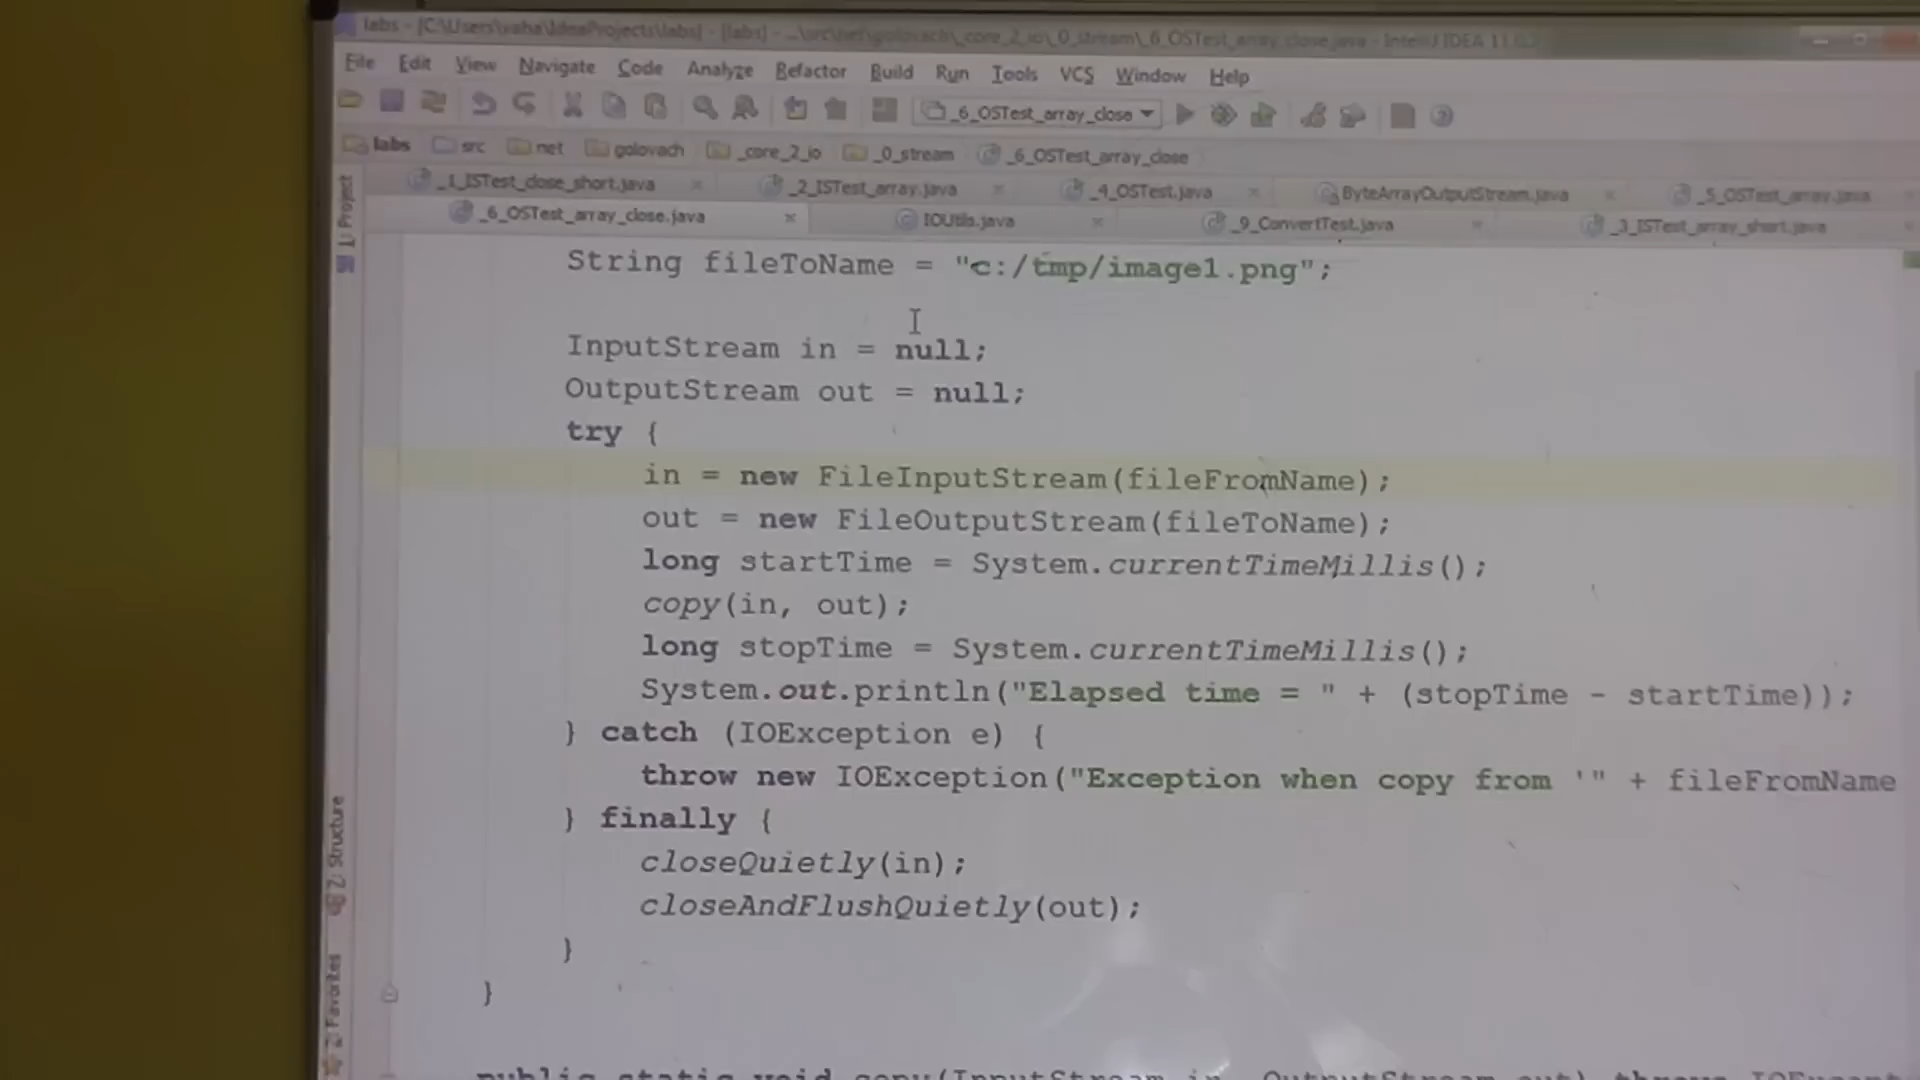 labs - [C:\Users\vaha\IdeaProjects\labs] - [labs] - ...\src\net\golovach\_core_2_io\_0_stream\_6_OSTest_array_close.java - IntelliJ IDEA 11.0.2
File Edit View Navigate Code Analyze Refactor Build Run Tools VCS Window Help
_6_OSTest_array_close
labs src net golovach _core_2_io _0_stream _6_OSTest_array_close
_1_ISTest_close_short.java _2_ISTest_array.java _4_OSTest.java ByteArrayOutputStream.java _5_OSTest_array.java
_6_OSTest_array_close.java IOUtils.java _9_ConvertTest.java _3_ISTest_array_short.java
1: Project
String fileToName = "c:/tmp/image1.png";
InputStream in = null;
OutputStream out = null;
try {
in = new FileInputStream(fileFromName);
out = new FileOutputStream(fileToName);
long startTime = System.currentTimeMillis();
copy(in, out);
long stopTime = System.currentTimeMillis();
System.out.println("Elapsed time = " + (stopTime - startTime));
} catch (IOException e) {
throw new IOException("Exception when copy from '" + fileFromName
} finally {
closeQuietly(in);
closeAndFlushQuietly(out);
}
}
Z: Structure
2: Favorites
public static void copy(InputStream in, OutputStream out) throws IOExcept